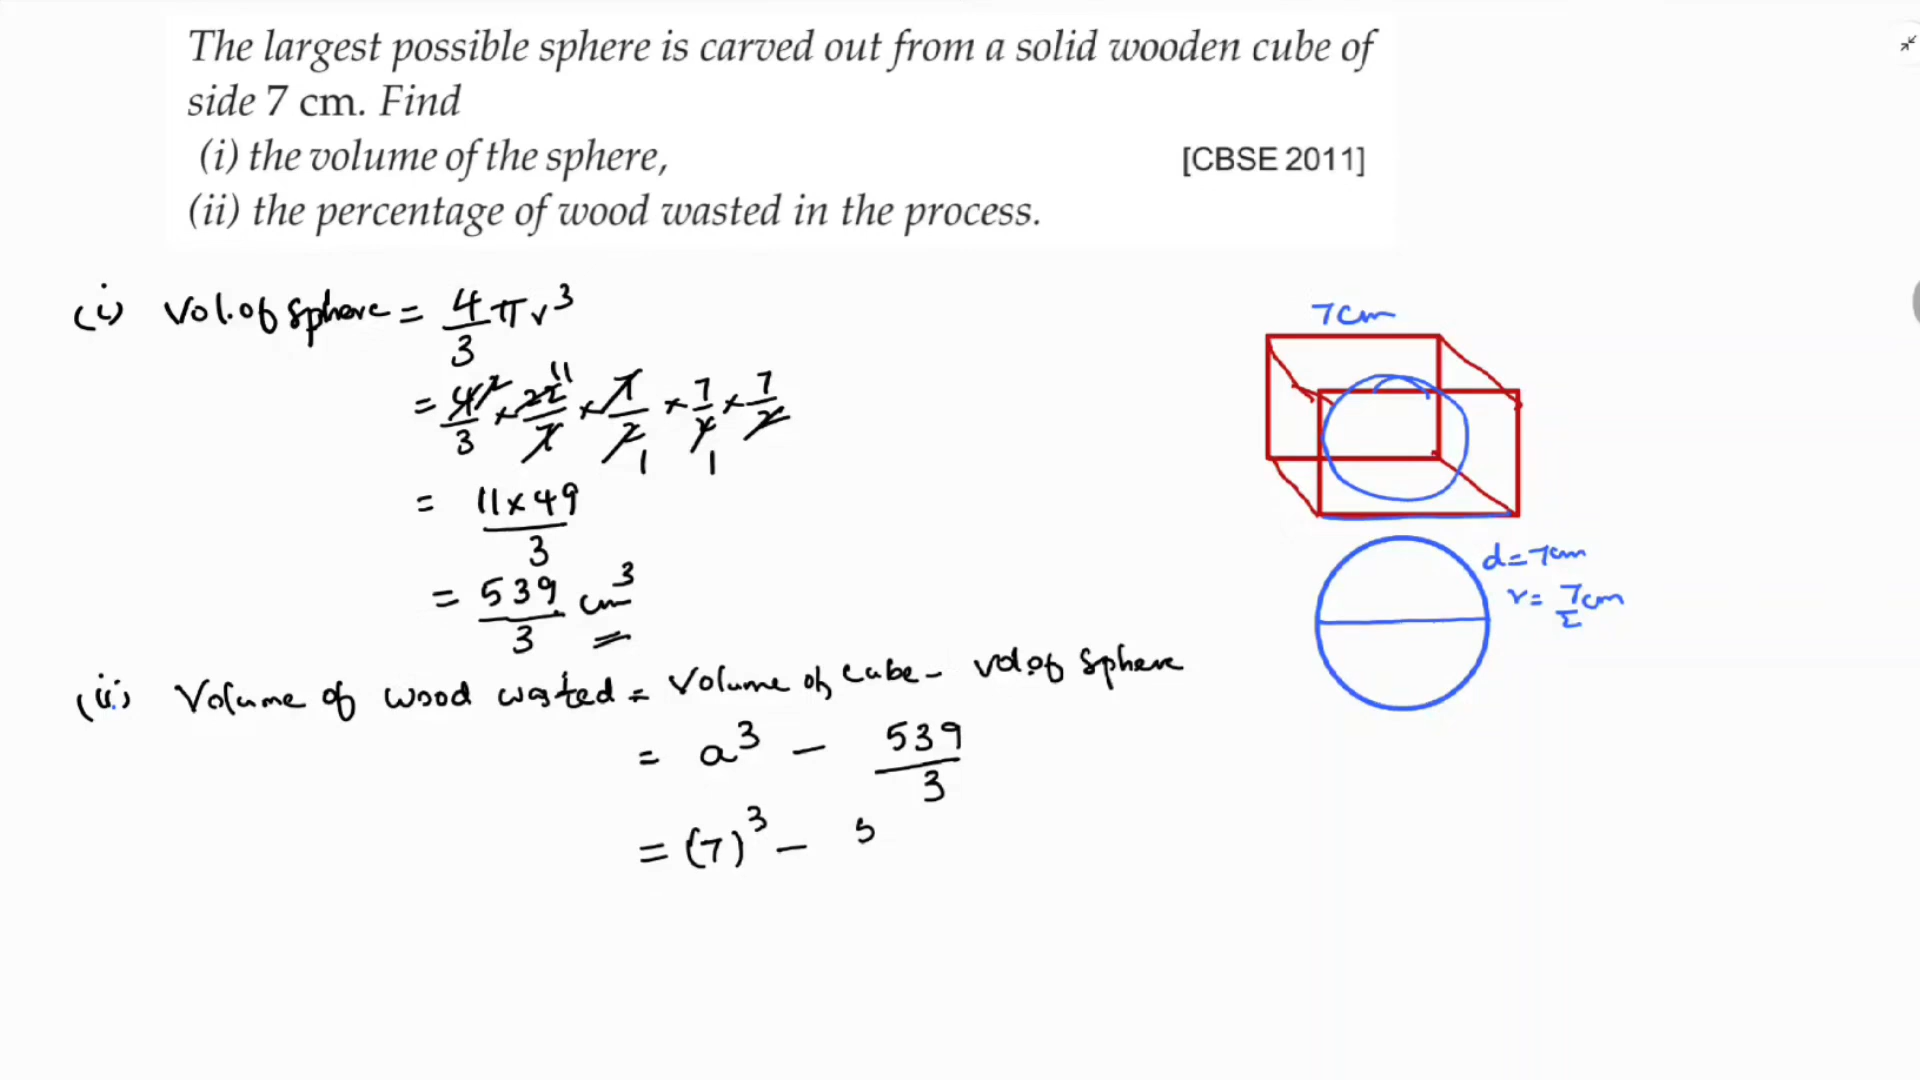 The largest possible sphere is carved out from a solid wooden cube of
side 7 cm. Find
(i) the volume of the sphere, [CBSE 2011]
(ii) the percentage of wood wasted in the process.
(i) Vol. of sphere = 4/3 πr³
= 4/3 × 22/7 × 7/2 × 7/2 × 7/2
2 11 1 1
= 11 × 49 / 3
= 539/3 cm³
(ii) Volume of wood wasted = Volume of cube - vol. of sphere
= a³ - 539/3
= (7)³ - 5
7cm
d = 7cm
r = 7/2 cm